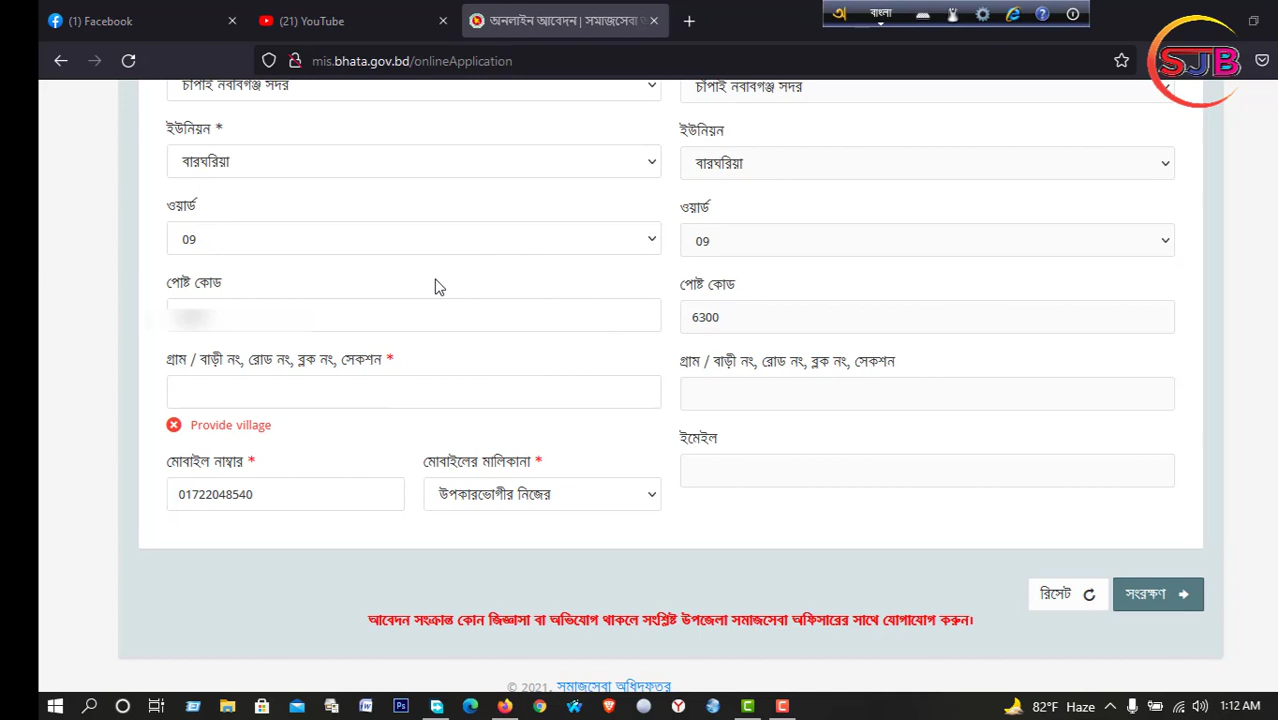 (1) Facebook
(21) YouTube
অনলাইন আবেদন | সমাজসেবা
বাংলা
SJB
mis.bhata.gov.bd/onlineApplication
চাঁপাই নবাবগঞ্জ সদর
চাঁপাই নবাবগঞ্জ সদর
ইউনিয়ন *
ইউনিয়ন
বারঘরিয়া
বারঘরিয়া
ওয়ার্ড
ওয়ার্ড
09
09
পোষ্ট কোড
পোষ্ট কোড
6300
গ্রাম / বাড়ী নং, রোড নং, ব্লক নং, সেকশন *
গ্রাম / বাড়ী নং, রোড নং, ব্লক নং, সেকশন
Provide village
ইমেইল
মোবাইল নাম্বার *
মোবাইলের মালিকানা *
01722048540
উপকারভোগীর নিজের
রিসেট
সংরক্ষণ
আবেদন সংক্রান্ত কোন জিজ্ঞাসা বা অভিযোগ থাকলে সংশ্লিষ্ট উপজেলা সমাজসেবা অফিসারের সাথে যোগাযোগ করুন।
© 2021, সমাজসেবা অধিদফতর
82°F Haze
1:12 AM